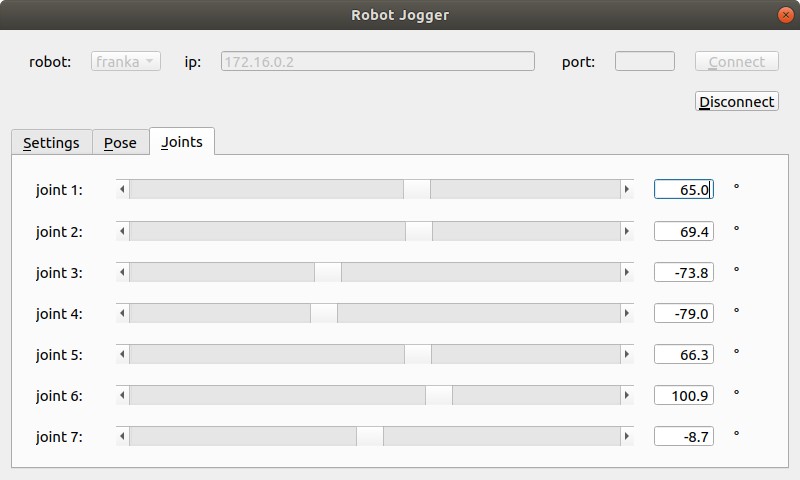 Robot Jogger
robot: franka ip: 172.16.0.2 port: Connect
Disconnect
Settings Pose Joints
joint 1: 65.0 °
joint 2: 69.4 °
joint 3: -73.8 °
joint 4: -79.0 °
joint 5: 66.3 °
joint 6: 100.9 °
joint 7: -8.7 °